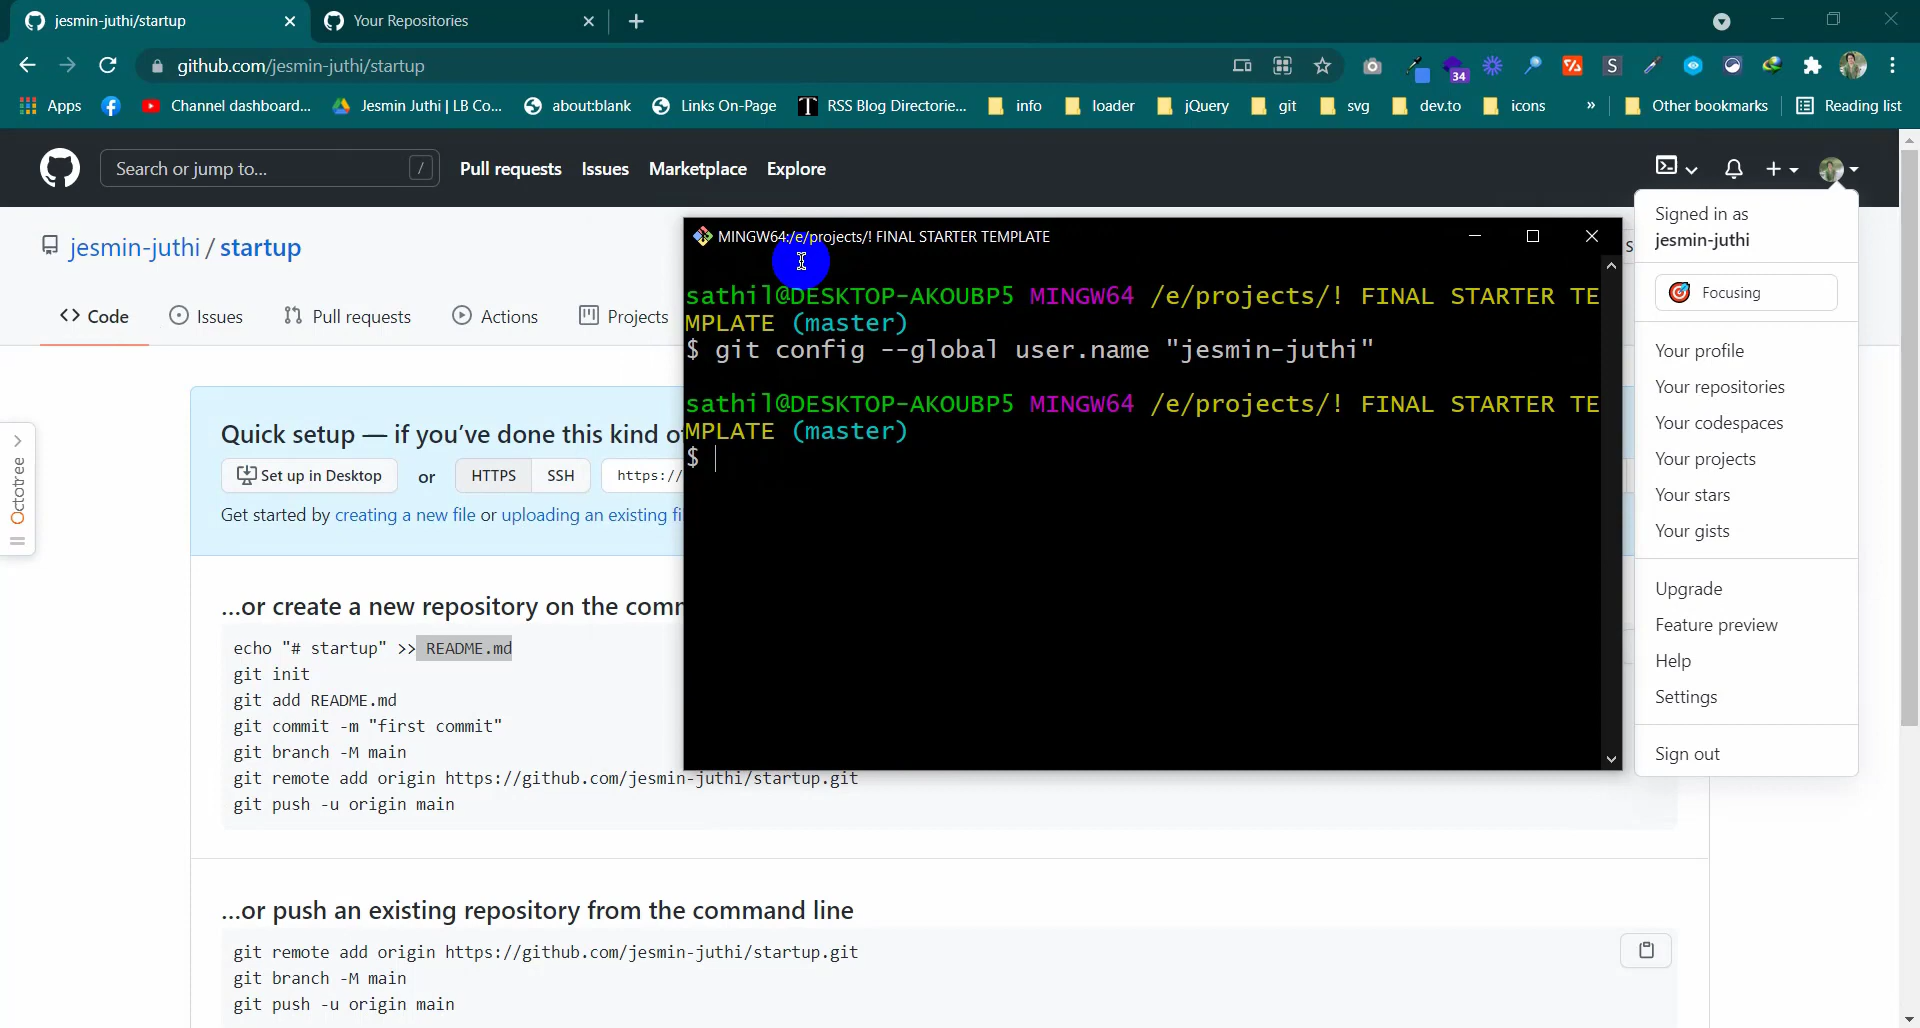 jesmin-juthi/startup
Your Repositories
github.com/jesmin-juthi/startup
34
S
Apps
Channel dashboard...
Jesmin Juthi | LB Co...
about:blank
Links On-Page
T
RSS Blog Directorie...
info
loader
jQuery
git
svg
dev.to
icons
»
Other bookmarks
Reading list
Search or jump to...
/
Pull requests
Issues
Marketplace
Explore
Signed in as
jesmin-juthi
Focusing
Your profile
Your repositories
Your codespaces
Your projects
Your stars
Your gists
Upgrade
Feature preview
Help
Settings
Sign out
jesmin-juthi / startup
Code
Issues
Pull requests
Actions
Projects
MINGW64:/e/projects/! FINAL STARTER TEMPLATE
sathil@DESKTOP-AKOUBP5 MINGW64 /e/projects/! FINAL STARTER TE
MPLATE (master)
$ git config --global user.name "jesmin-juthi"
sathil@DESKTOP-AKOUBP5 MINGW64 /e/projects/! FINAL STARTER TE
MPLATE (master)
$
Octotree
Quick setup — if you've done this kind o
Set up in Desktop
or
HTTPS
SSH
https://
Get started by creating a new file or uploading an existing fi
...or create a new repository on the comm
echo "# startup" >> README.md
git init
git add README.md
git commit -m "first commit"
git branch -M main
git remote add origin https://github.com/jesmin-juthi/startup.git
git push -u origin main
...or push an existing repository from the command line
git remote add origin https://github.com/jesmin-juthi/startup.git
git branch -M main
git push -u origin main